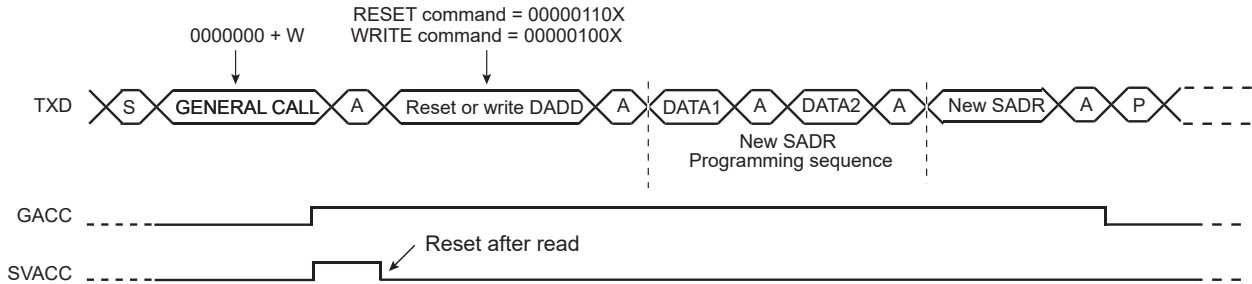 RESET command = 00000110X
0000000 + W
WRITE command = 00000100X
TXD S GENERAL CALL A Reset or write DADD A DATA1 A DATA2 A New SADR A P
New SADR
Programming sequence
GACC
Reset after read
SVACC